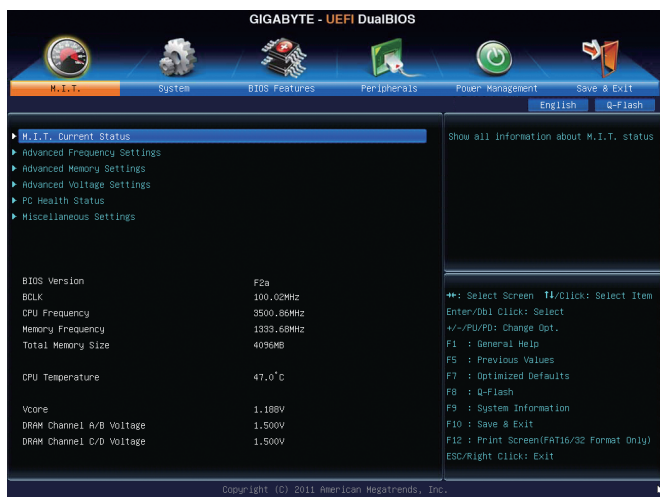 GIGABYTE - UEFI DualBIOS
M.I.T. System BIOS Features Peripherals Power Management Save & Exit
English Q-Flash
M.I.T. Current Status
Advanced Frequency Settings
Advanced Memory Settings
Advanced Voltage Settings
PC Health Status
Miscellaneous Settings
Show all information about M.I.T. status
BIOS Version F2a
BCLK 100.02MHz
CPU Frequency 3500.86MHz
Memory Frequency 1333.68MHz
Total Memory Size 4096MB
CPU Temperature 47.0°C
Vcore 1.188V
DRAM Channel A/B Voltage 1.500V
DRAM Channel C/D Voltage 1.500V
→←: Select Screen ↑↓/Click: Select Item
Enter/Dbl Click: Select
+/-/PU/PD: Change Opt.
F1 : General Help
F5 : Previous Values
F7 : Optimized Defaults
F8 : Q-Flash
F9 : System Information
F10 : Save & Exit
F12 : Print Screen(FAT16/32 Format Only)
ESC/Right Click: Exit
Copyright (C) 2011 American Megatrends, Inc.